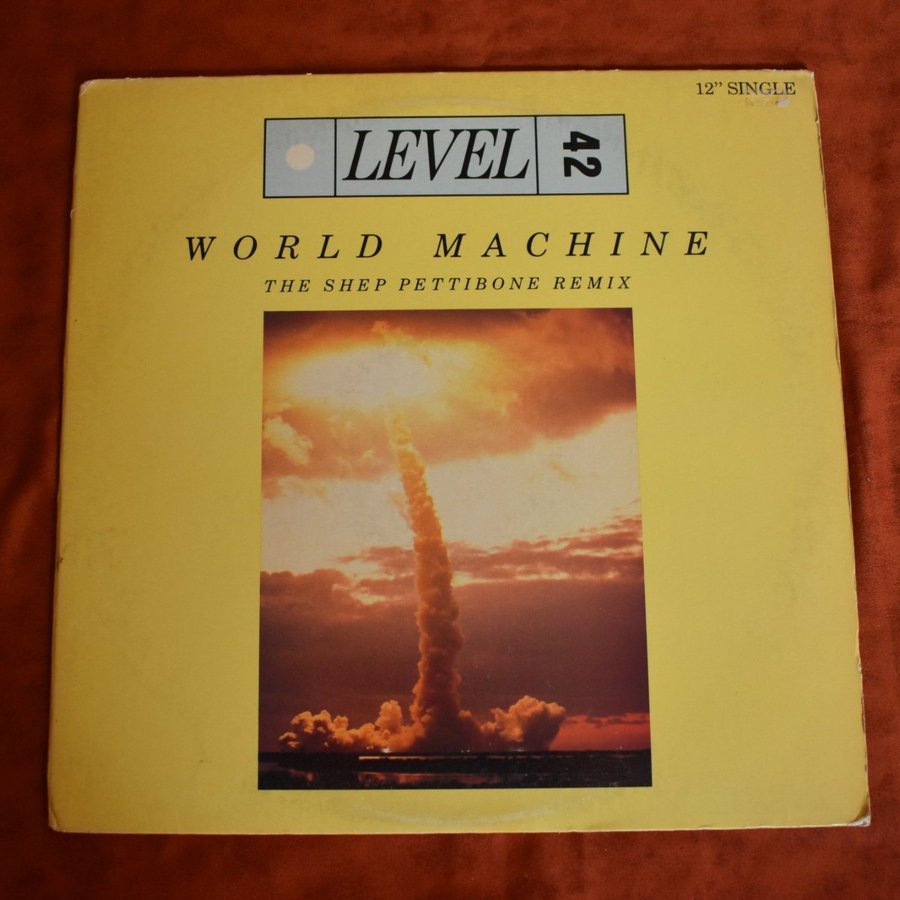 12” SINGLE
LEVEL 42
WORLD MACHINE
THE SHEP PETTIBONE REMIX